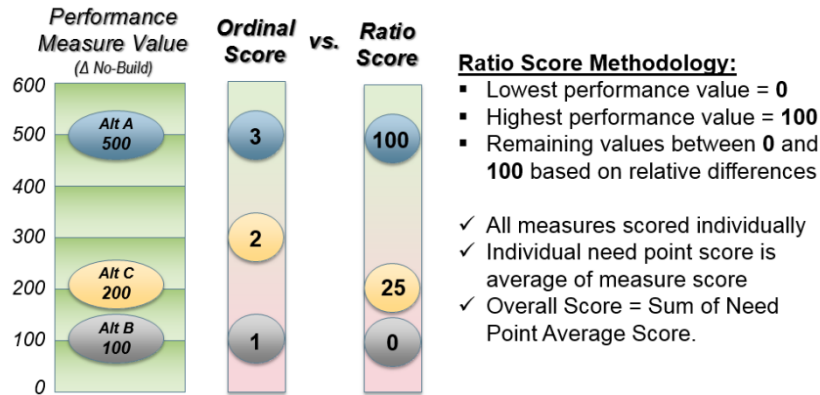 Performance
Measure Value
(Δ No-Build)
Ordinal
Score
vs.
Ratio
Score
600
500
400
300
200
100
0
Alt A
500
Alt C
200
Alt B
100
3
2
1
100
25
0
Ratio Score Methodology:
▪ Lowest performance value = 0
▪ Highest performance value = 100
▪ Remaining values between 0 and
100 based on relative differences
✓ All measures scored individually
✓ Individual need point score is
average of measure score
✓ Overall Score = Sum of Need
Point Average Score.